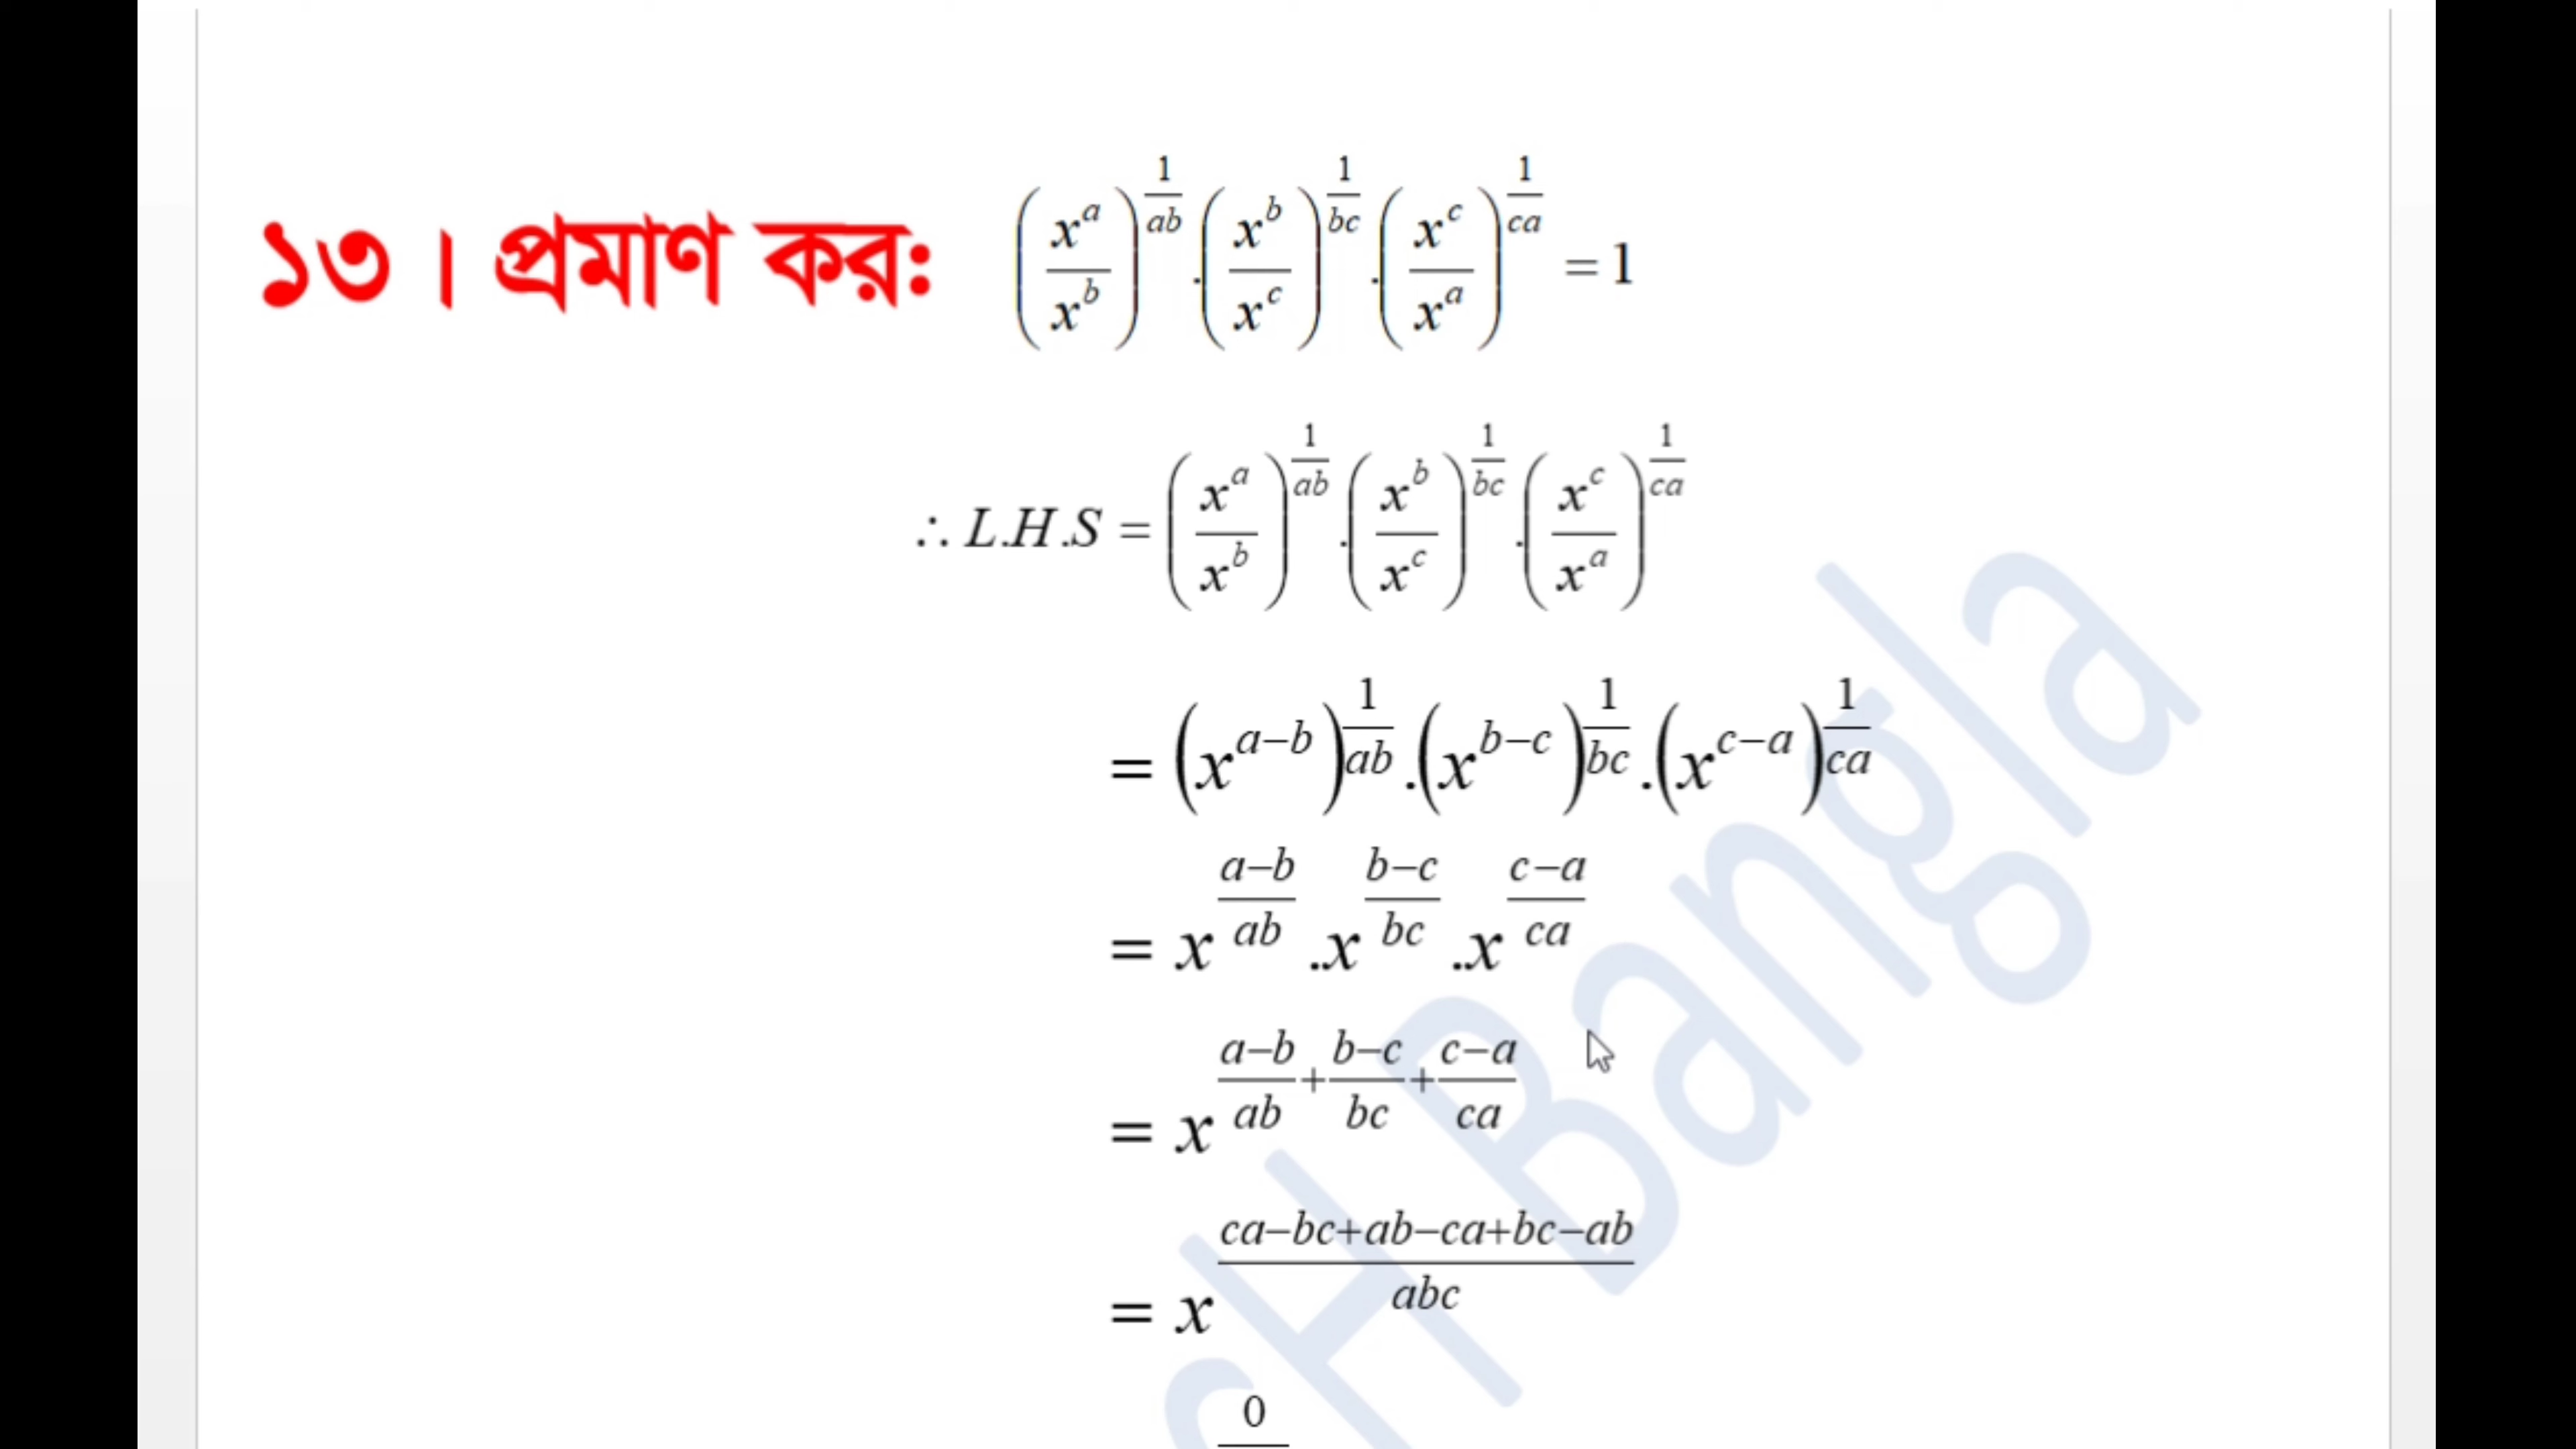 ১৩। প্রমাণ কর: (x^a/x^b)^(1/ab) .(x^b/x^c)^(1/bc) .(x^c/x^a)^(1/ca) = 1
∴ L.H.S = (x^a/x^b)^(1/ab) .(x^b/x^c)^(1/bc) .(x^c/x^a)^(1/ca)
= (x^(a–b))^(1/ab) .(x^(b–c))^(1/bc) .(x^(c–a))^(1/ca)
= x^((a–b)/ab) .x^((b–c)/bc) .x^((c–a)/ca)
= x^((a–b)/ab + (b–c)/bc + (c–a)/ca)
= x^((ca–bc+ab–ca+bc–ab)/abc)
0
Bangla